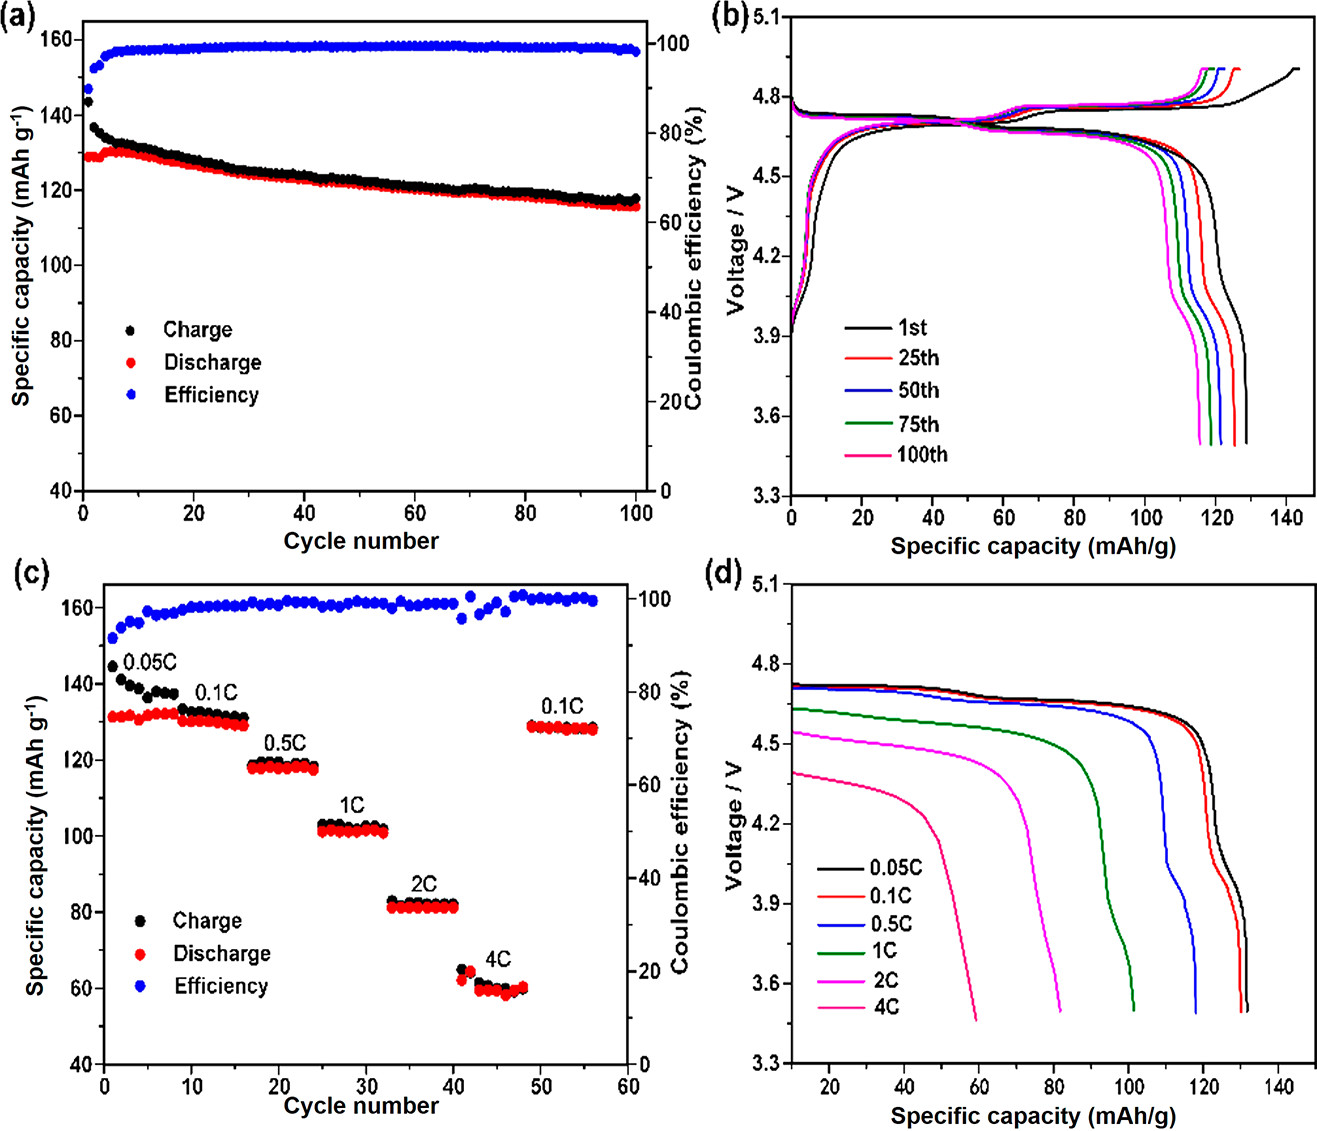 (a)
160
140
120
100
80
60
40
Specific capacity (mAh g-1)
100
80
60
40
20
0
Coulombic efficiency (%)
Charge
Discharge
Efficiency
0
20
40
60
80
100
Cycle number
(b)
5.1
4.8
4.5
4.2
3.9
3.6
3.3
Voltage / V
1st
25th
50th
75th
100th
0
20
40
60
80
100
120
140
Specific capacity (mAh/g)
(c)
160
140
120
100
80
60
40
Specific capacity (mAh g-1)
100
80
60
40
20
0
Coulombic efficiency (%)
0.05C
0.1C
0.5C
1C
2C
4C
0.1C
Charge
Discharge
Efficiency
0
10
20
30
40
50
60
Cycle number
(d)
5.1
4.8
4.5
4.2
3.9
3.6
3.3
Voltage / V
0.05C
0.1C
0.5C
1C
2C
4C
20
40
60
80
100
120
140
Specific capacity (mAh/g)